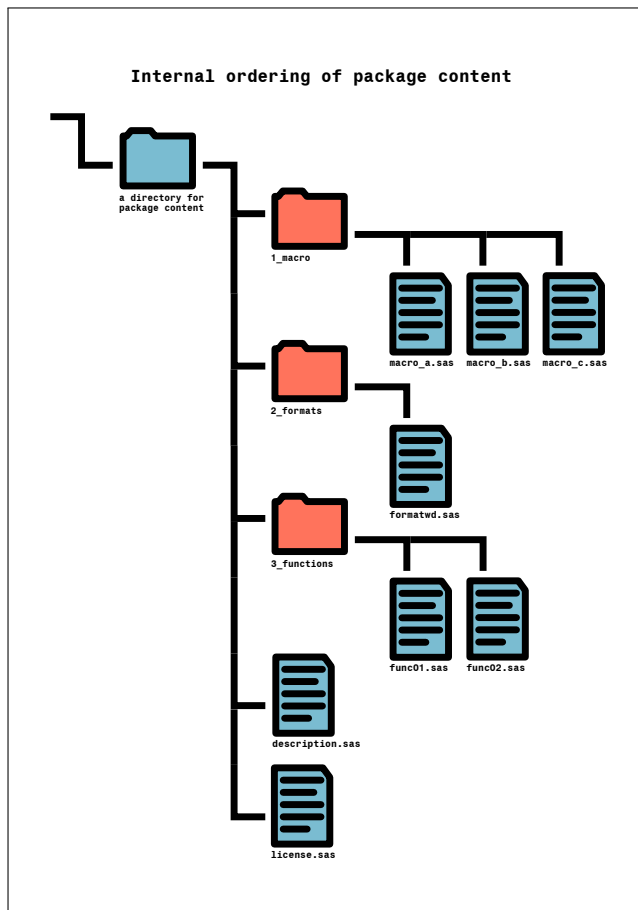 Internal ordering of package content
a directory for
package content
1_macro
macro_a.sas
macro_b.sas
macro_c.sas
2_formats
formatwd.sas
3_functions
func01.sas
func02.sas
description.sas
license.sas